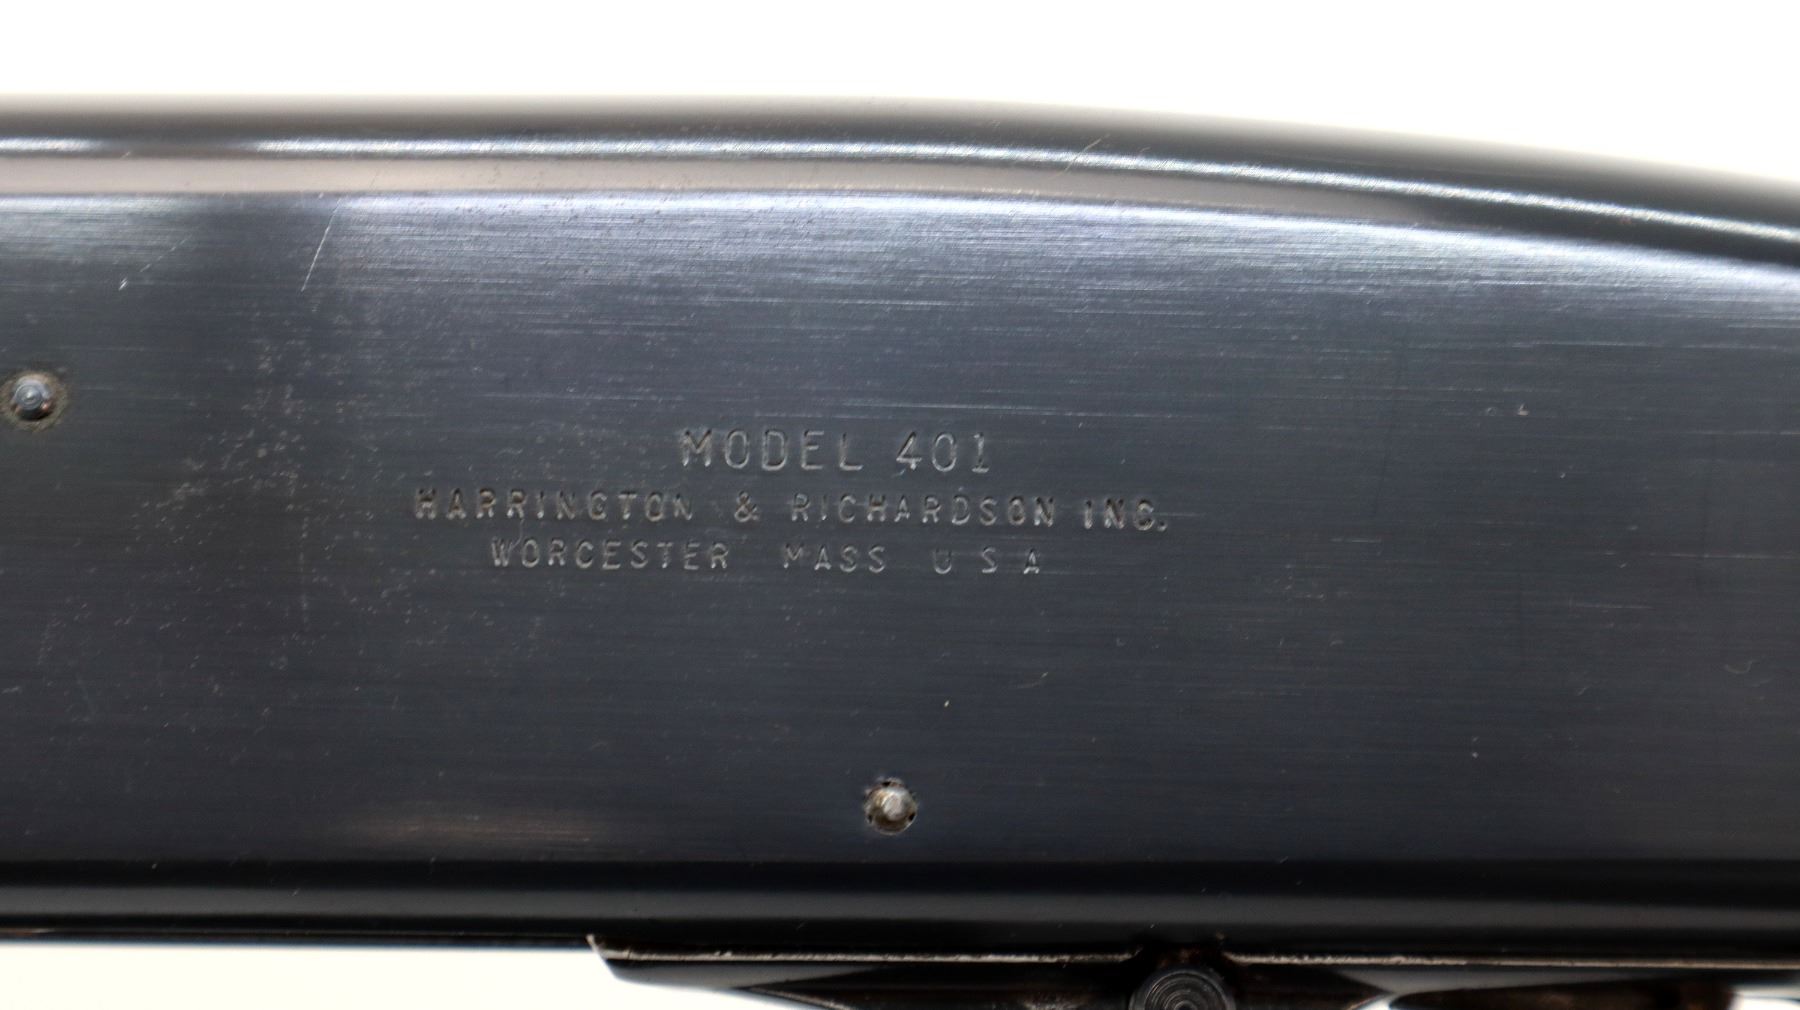 MODEL 401
HARRINGTON & RICHARDSON INC.
WORCESTER MASS U S A